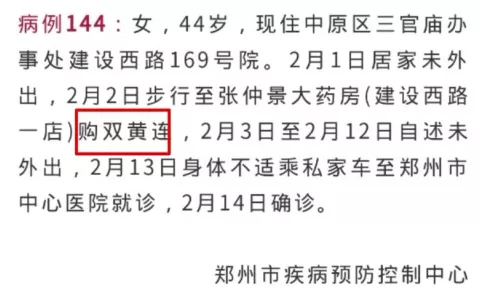 病例144：女，44岁，现住中原区三官庙办
事处建设西路169号院。2月1日居家未外
出，2月2日步行至张仲景大药房(建设西路
一店)购双黄连，2月3日至2月12日自述未
外出，2月13日身体不适乘私家车至郑州市
中心医院就诊，2月14日确诊。
郑州市疾病预防控制中心